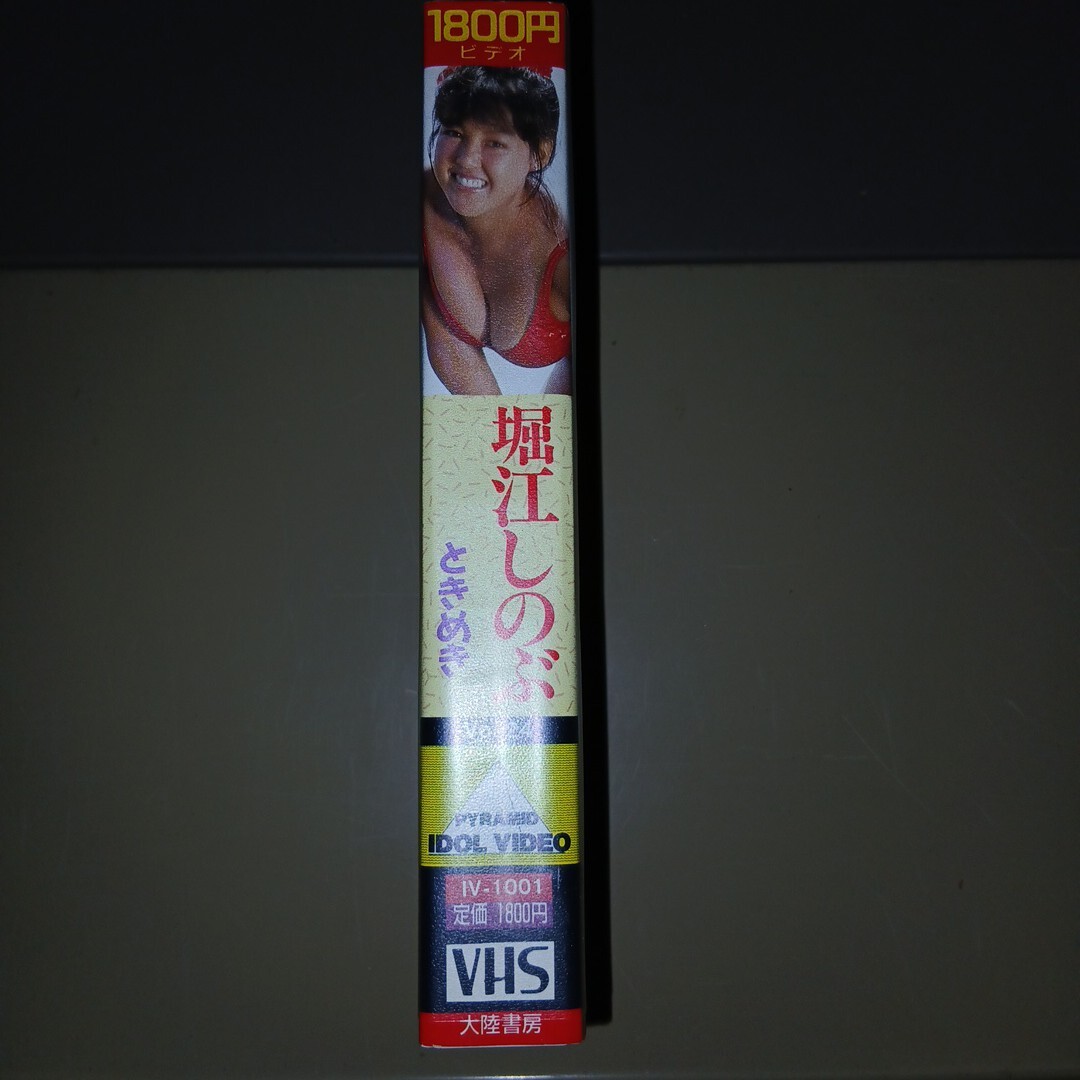 1800円
ビデオ
堀江しのぶ
ときめき
PYRAMID
IDOL VIDEO
IV-1001
定価 1800円
VHS
大陸書房